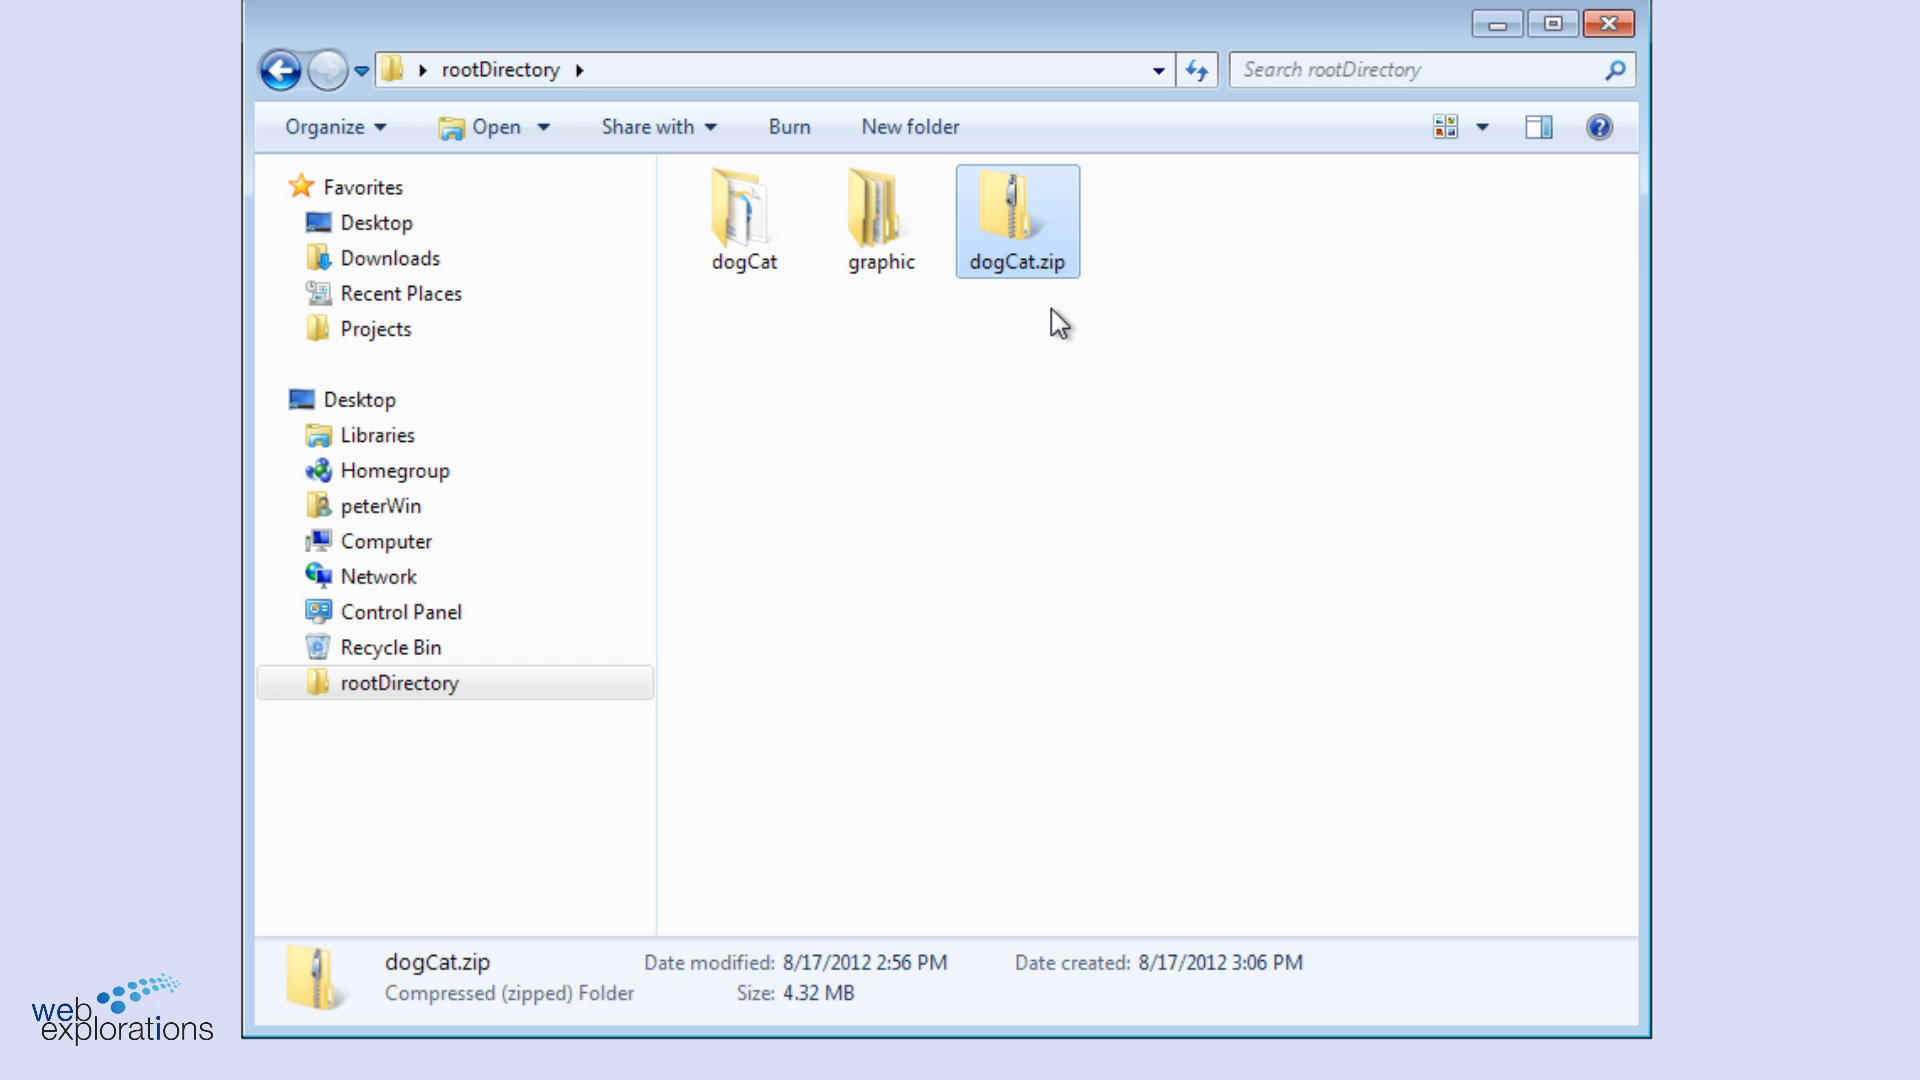 rootDirectory
Search rootDirectory
Organize Open Share with Burn New folder
Favorites
Desktop
Downloads
Recent Places
Projects
Desktop
Libraries
Homegroup
peterWin
Computer
Network
Control Panel
Recycle Bin
rootDirectory
dogCat graphic dogCat.zip
dogCat.zip Date modified: 8/17/2012 2:56 PM Date created: 8/17/2012 3:06 PM
Compressed (zipped) Folder Size: 4.32 MB
web
explorations